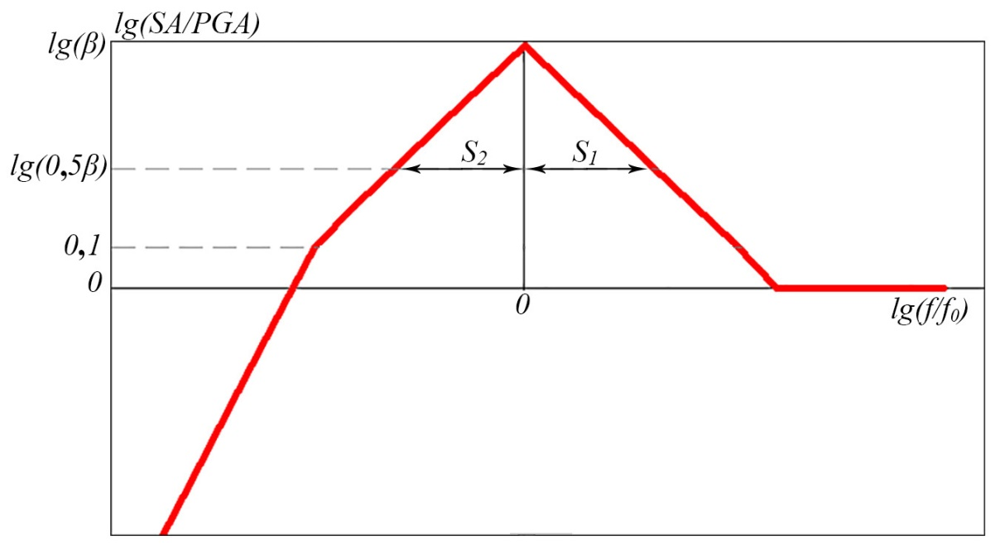 lg(SA/PGA)
lg(β)
S₂ S₁
lg(0,5β)
0,1
0
0
lg(f/f₀)